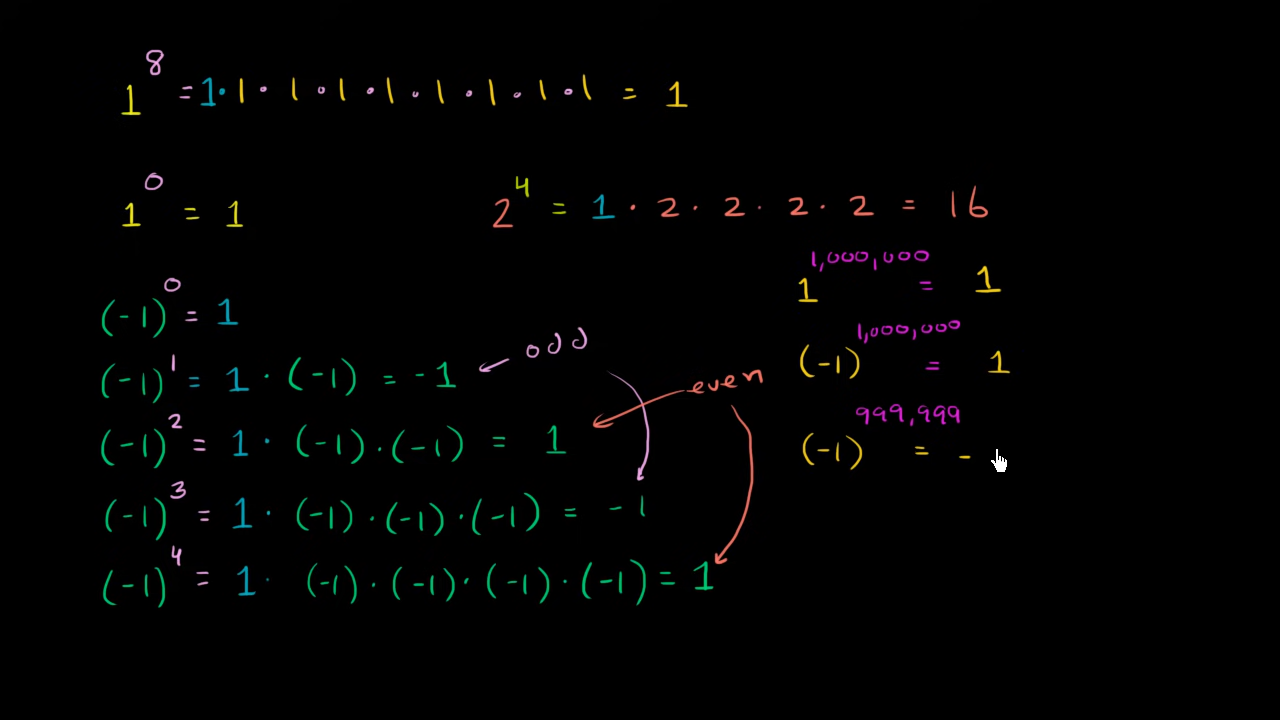 1^8 = 1 · 1 · 1 · 1 · 1 · 1 · 1 · 1 · 1 = 1
1^0 = 1
2^4 = 1 · 2 · 2 · 2 · 2 = 16
1^1,000,000 = 1
(-1)^0 = 1
(-1)^1,000,000 = 1
(-1)^1 = 1 · (-1) = -1
odd
even
(-1)^999,999 = -
(-1)^2 = 1 · (-1) · (-1) = 1
(-1)^3 = 1 · (-1) · (-1) · (-1) = -1
(-1)^4 = 1 · (-1) · (-1) · (-1) · (-1) = 1